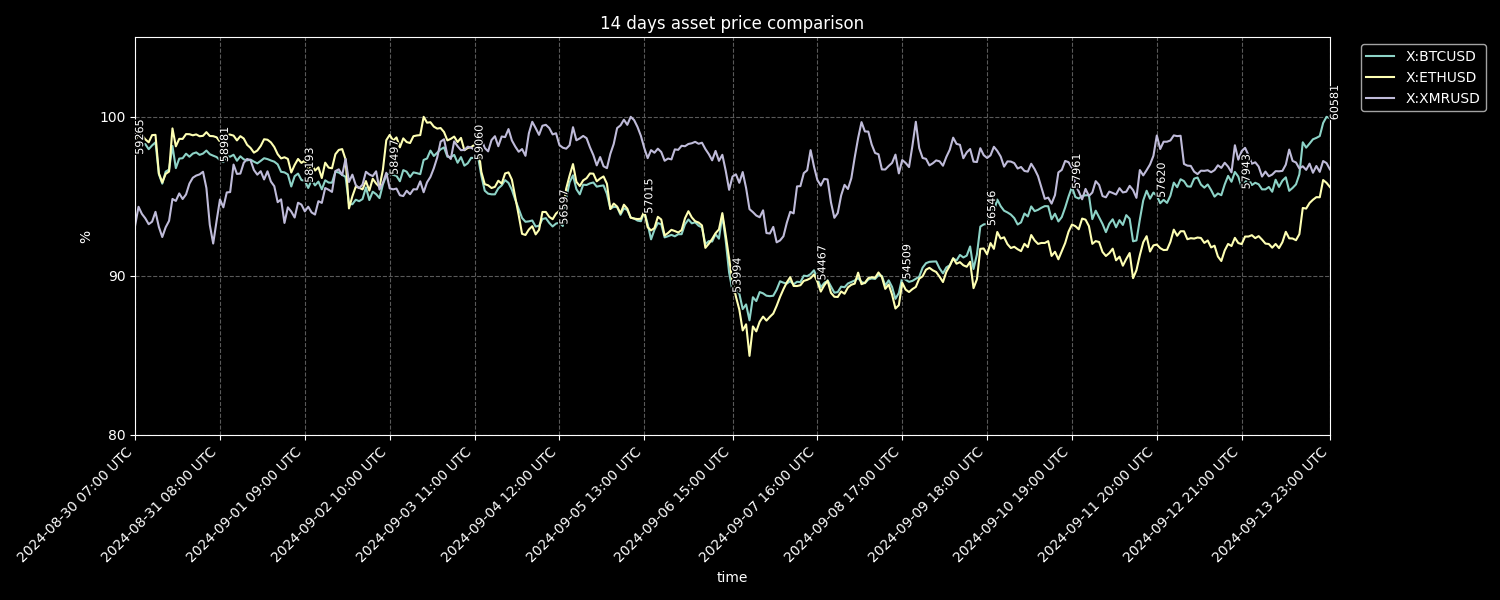 14 days asset price comparison
X:BTCUSD
X:ETHUSD
X:XMRUSD
100
90
80
%
59265
58981
58193
58497
59060
56597
57015
53994
54467
54509
56546
57961
57620
57943
60581
2024-08-30 07:00 UTC
2024-08-31 08:00 UTC
2024-09-01 09:00 UTC
2024-09-02 10:00 UTC
2024-09-03 11:00 UTC
2024-09-04 12:00 UTC
2024-09-05 13:00 UTC
2024-09-06 15:00 UTC
2024-09-07 16:00 UTC
2024-09-08 17:00 UTC
2024-09-09 18:00 UTC
2024-09-10 19:00 UTC
2024-09-11 20:00 UTC
2024-09-12 21:00 UTC
2024-09-13 23:00 UTC
time